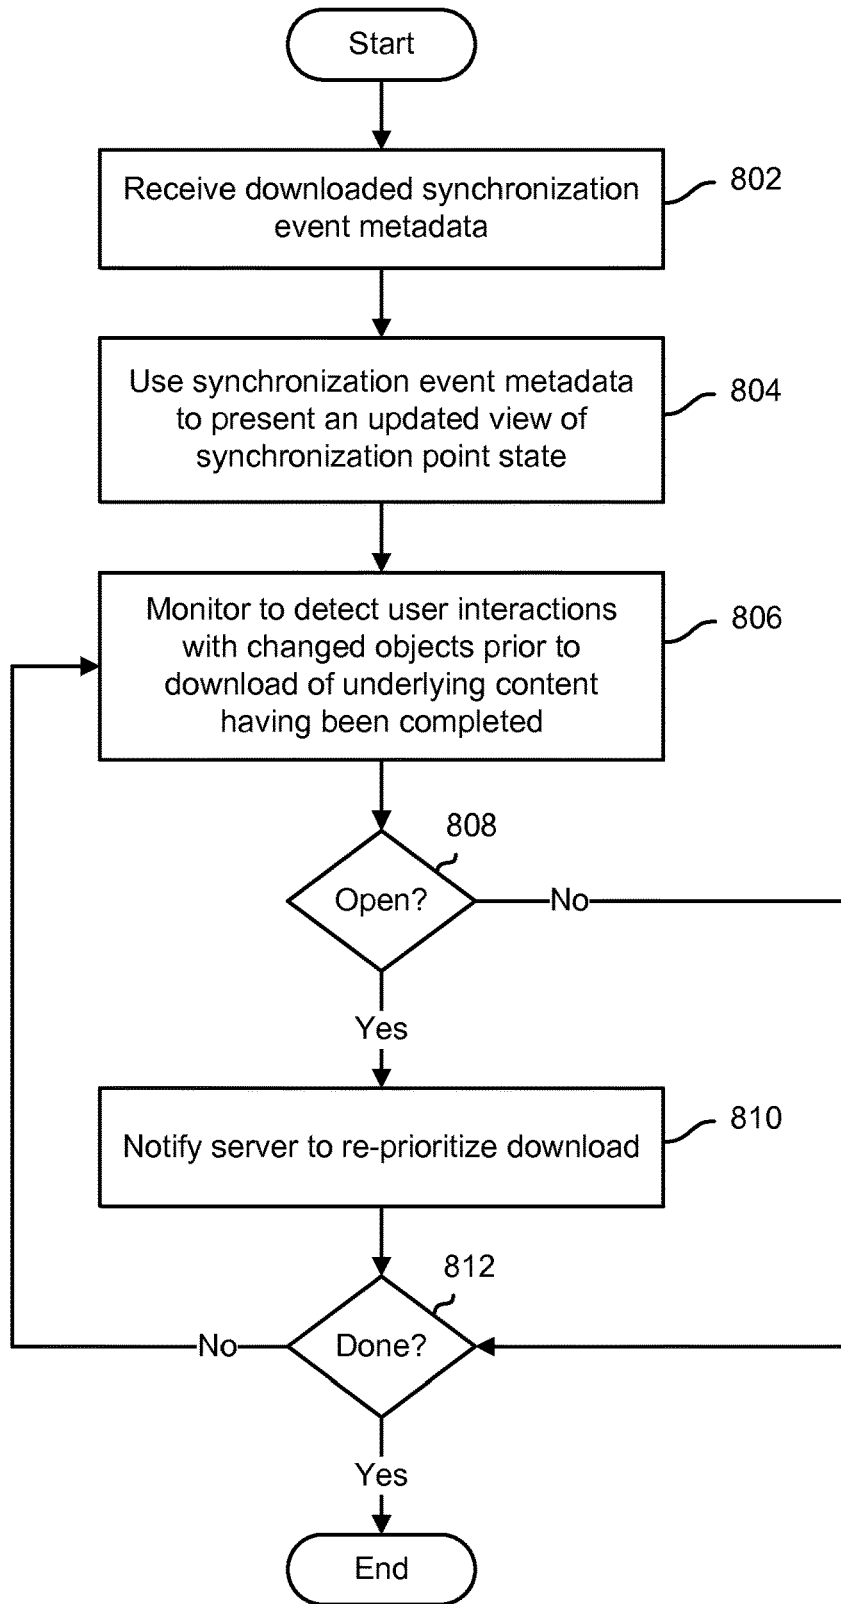 Start
Receive downloaded synchronization
event metadata
802
Use synchronization event metadata
to present an updated view of
synchronization point state
804
Monitor to detect user interactions
with changed objects prior to
download of underlying content
having been completed
806
808
Open?
No
Yes
Notify server to re-prioritize download
810
812
Done?
No
Yes
End